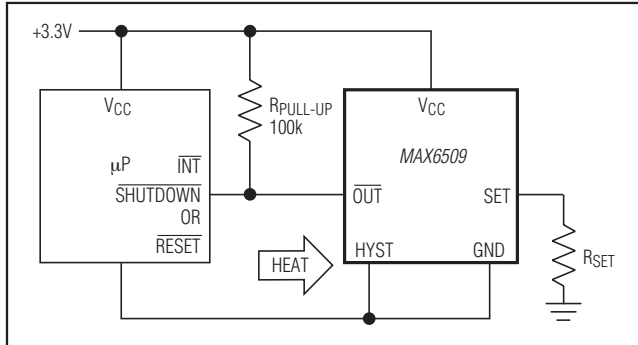 +3.3V
VCC
RPULL-UP
100k
VCC
MAX6509
µP
INT
SHUTDOWN
OR
RESET
OUT
SET
HEAT
HYST
GND
RSET